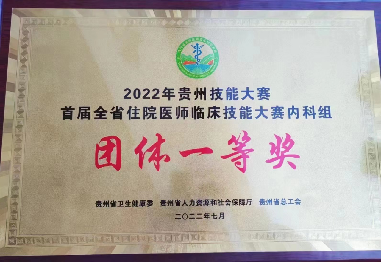 2022年贵州技能大赛
首届全省住院医师临床技能大赛内科组
团体一等奖
贵州省卫生健康委 贵州省人力资源和社会保障厅 贵州省总工会
二〇二二年七月